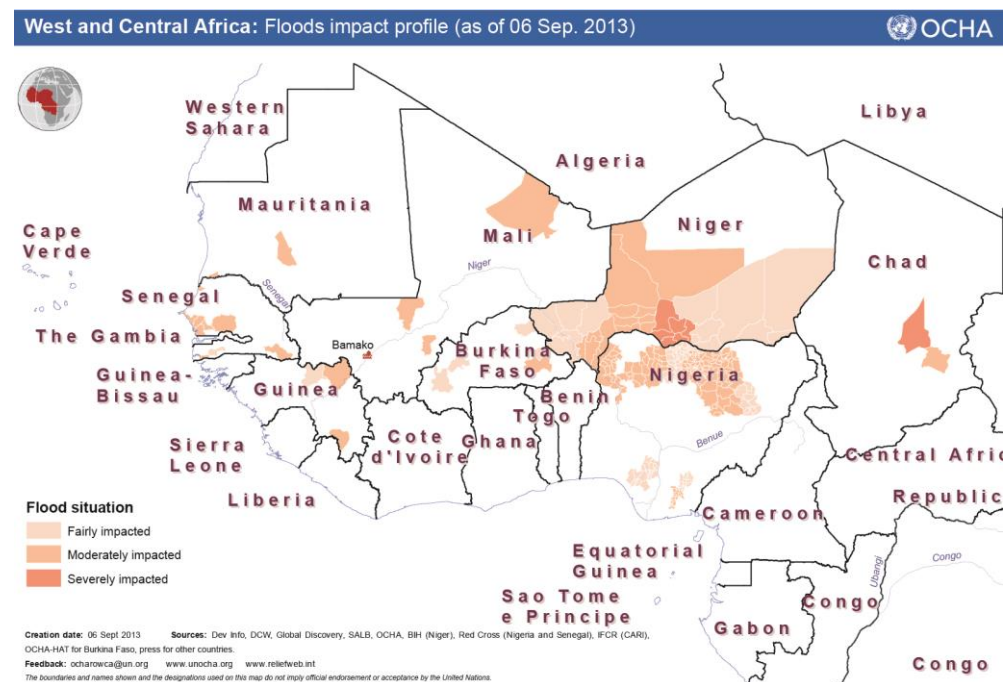 West and Central Africa: Floods impact profile (as of 06 Sep. 2013)
OCHA
Western
Sahara
Libya
Algeria
Mauritania
Cape
Verde
Mali
Niger
Niger
Chad
Senegal
Senegal
The Gambia
Bamako
Burkina
Faso
Guinea-
Bissau
Guinea
Nigeria
Benin
Togo
Sierra
Leone
Cote
d'Ivoire
Ghana
Benue
Central Afric
Republic
Liberia
Cameroon
Flood situation
Fairly impacted
Moderately impacted
Severely impacted
Equatorial
Guinea
Sao Tome
e Principe
Ubangi
Congo
Congo
Gabon
Congo
Creation date: 06 Sept 2013 Sources: Dev Info, DCW, Global Discovery, SALB, OCHA, BIH (Niger), Red Cross (Nigeria and Senegal), IFCR (CARI),
OCHA-HAT for Burkina Faso, press for other countries.
Feedback: ocharowca@un.org www.unocha.org www.reliefweb.int
The boundaries and names shown and the designations used on this map do not imply official endorsement or acceptance by the United Nations.